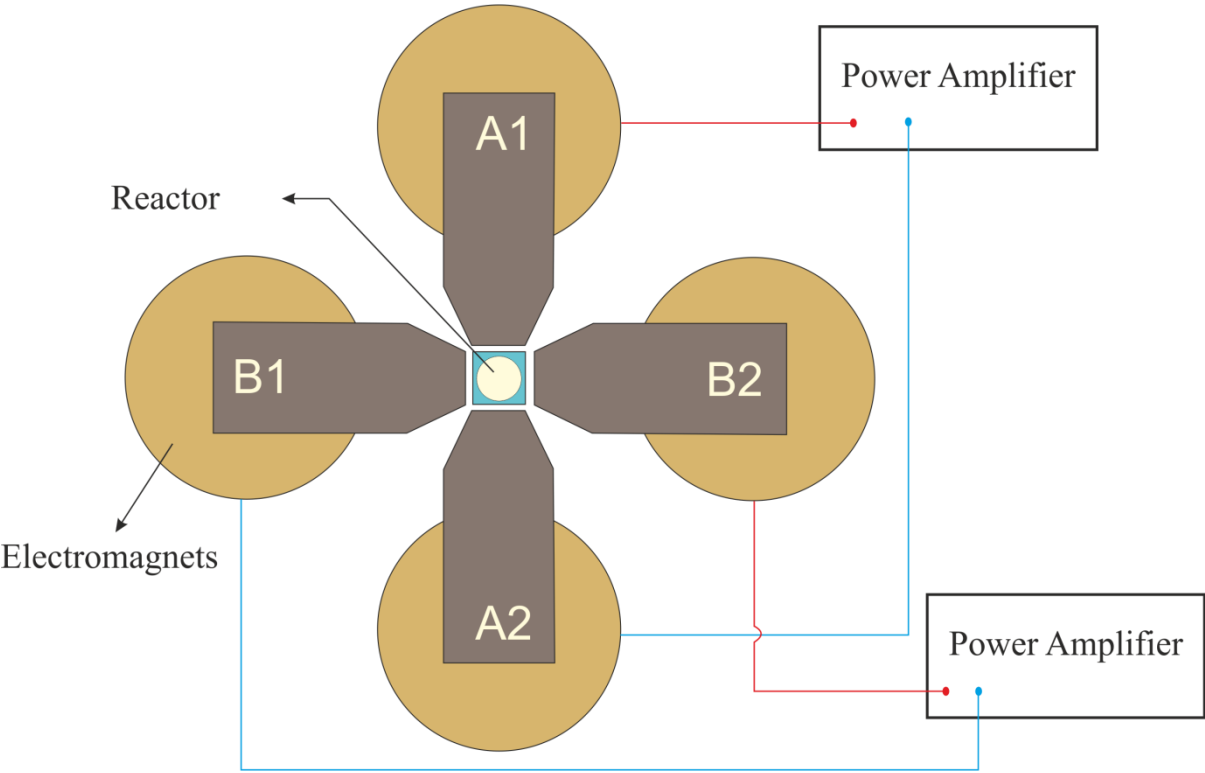 Power Amplifier
A1
Reactor
B1
B2
Electromagnets
A2
Power Amplifier